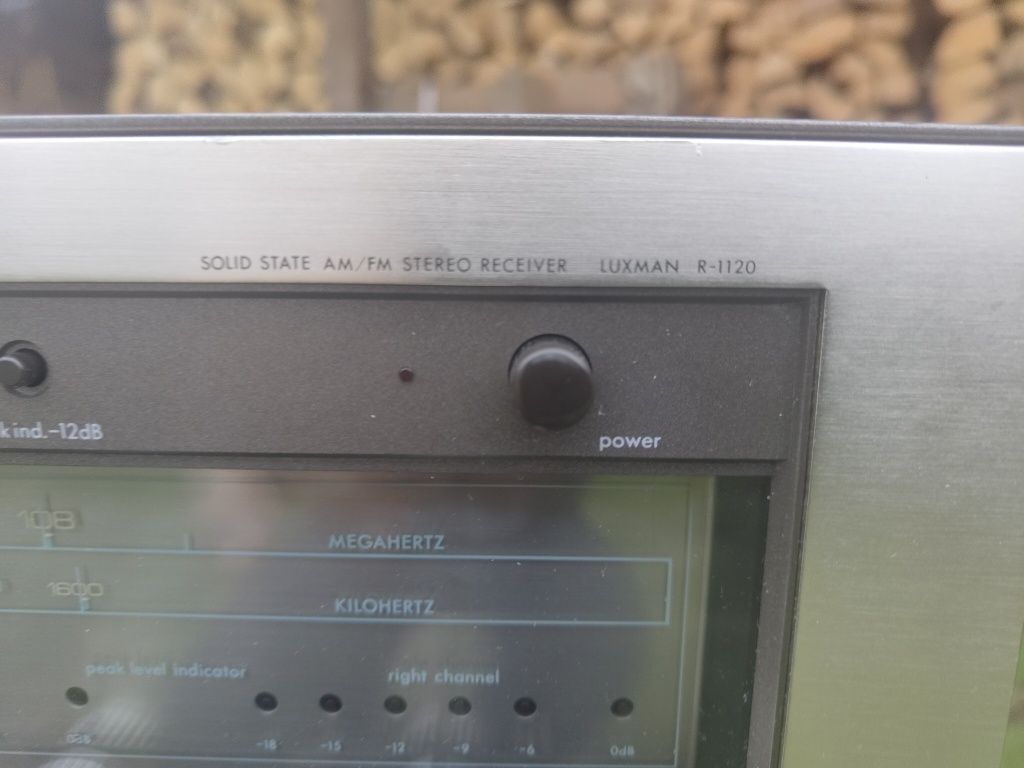 SOLID STATE AM/FM STEREO RECEIVER LUXMAN R-1120
k ind.-12dB
power
108
MEGAHERTZ
1600
KILOHERTZ
peak level indicator
right channel
-18 -15 -12 -9 -6 0dB